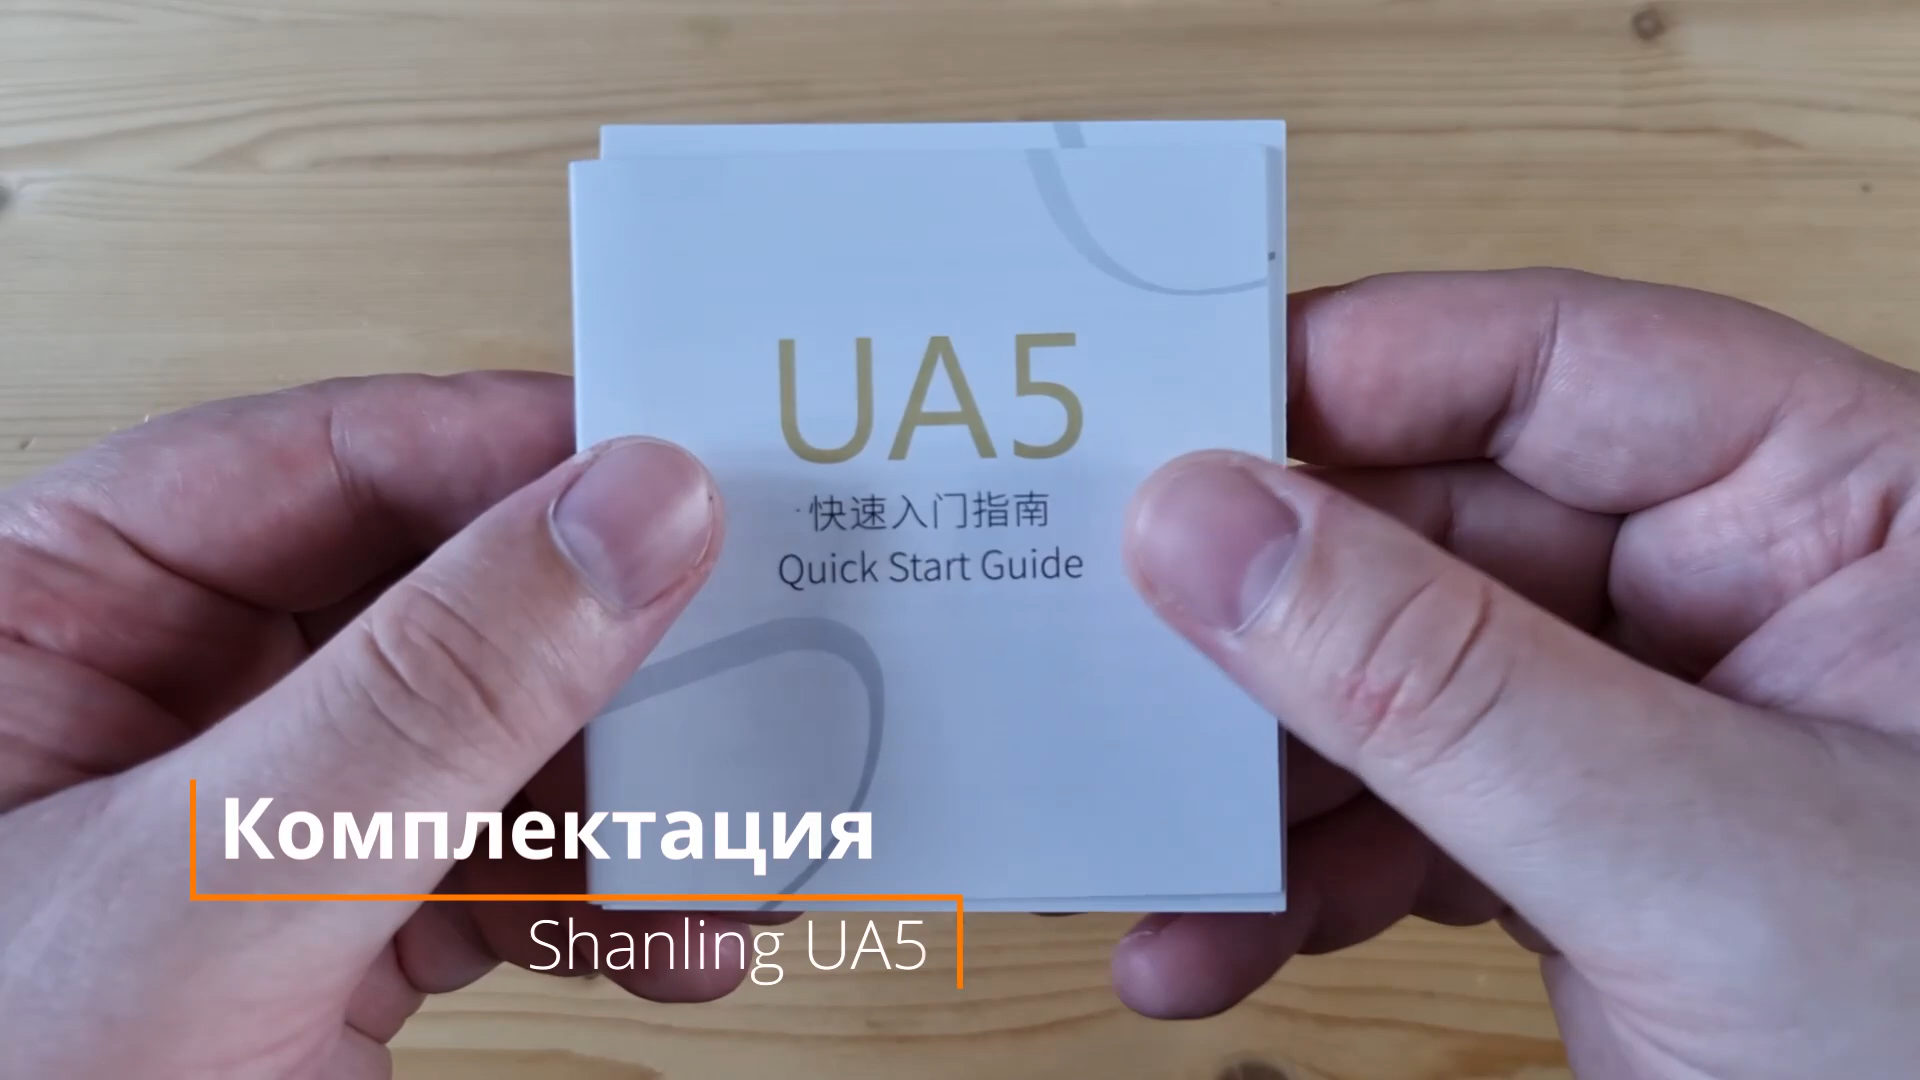 UA5
快速入门指南
Quick Start Guide
Комплектация
Shanling UA5